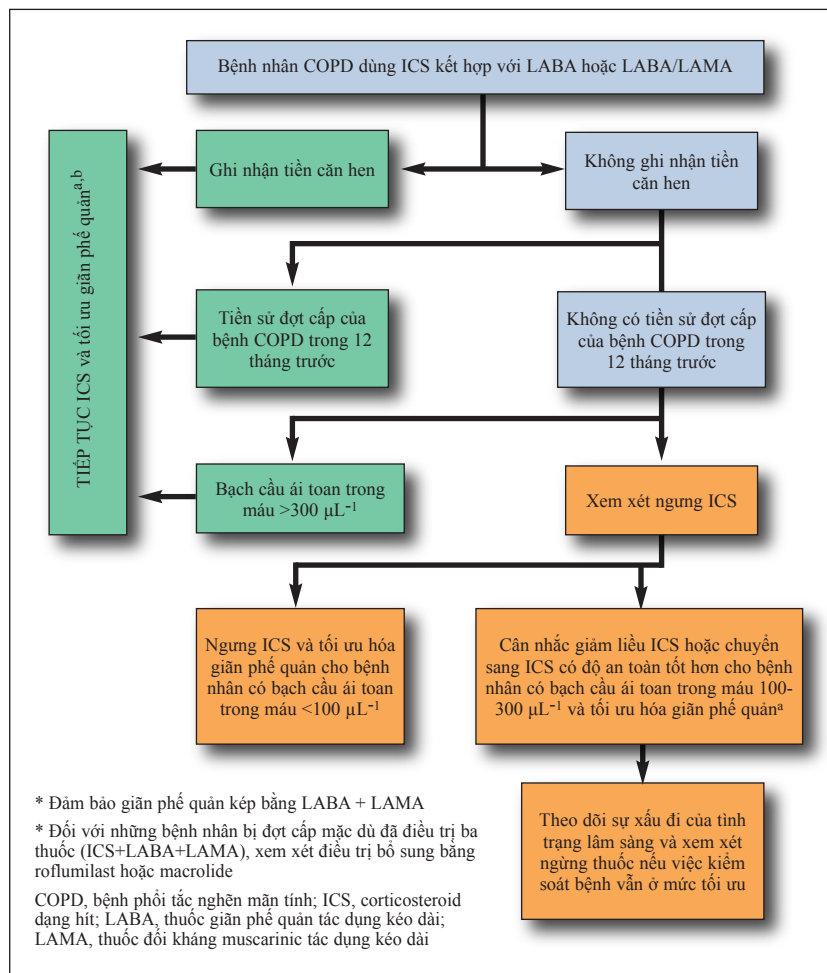 Bệnh nhân COPD dùng ICS kết hợp với LABA hoặc LABA/LAMA
TIẾP TỤC ICS và tối ưu giãn phế quảnᵃ,ᵇ
Ghi nhận tiền căn hen
Không ghi nhận tiền
căn hen
Tiền sử đợt cấp của
bệnh COPD trong 12
tháng trước
Không có tiền sử đợt cấp
của bệnh COPD trong
12 tháng trước
Bạch cầu ái toan trong
máu >300 μL⁻¹
Xem xét ngưng ICS
Ngưng ICS và tối ưu hóa
giãn phế quản cho bệnh
nhân có bạch cầu ái toan
trong máu <100 μL⁻¹
Cân nhắc giảm liều ICS hoặc chuyển
sang ICS có độ an toàn tốt hơn cho bệnh
nhân có bạch cầu ái toan trong máu 100-
300 μL⁻¹ và tối ưu hóa giãn phế quảnᵃ
Theo dõi sự xấu đi của tình
trạng lâm sàng và xem xét
ngừng thuốc nếu việc kiểm
soát bệnh vẫn ở mức tối ưu
* Đảm bảo giãn phế quản kép bằng LABA + LAMA
* Đối với những bệnh nhân bị đợt cấp mặc dù đã điều trị ba
thuốc (ICS+LABA+LAMA), xem xét điều trị bổ sung bằng
roflumilast hoặc macrolide
COPD, bệnh phổi tắc nghẽn mãn tính; ICS, corticosteroid
dạng hít; LABA, thuốc giãn phế quản tác dụng kéo dài;
LAMA, thuốc đối kháng muscarinic tác dụng kéo dài